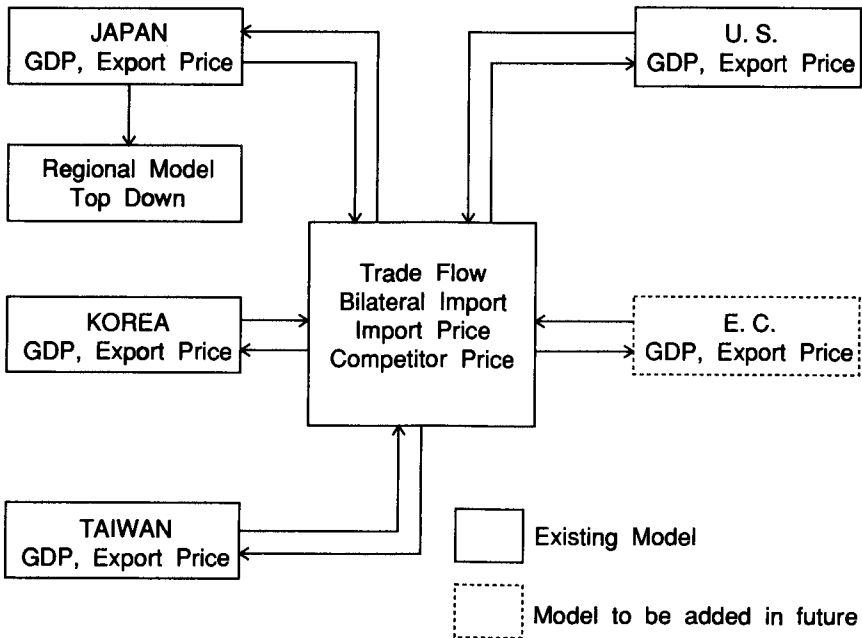 JAPAN
GDP, Export Price
U. S.
GDP, Export Price
Regional Model
Top Down
Trade Flow
Bilateral Import
Import Price
Competitor Price
KOREA
GDP, Export Price
E. C.
GDP, Export Price
TAIWAN
GDP, Export Price
Existing Model
Model to be added in future